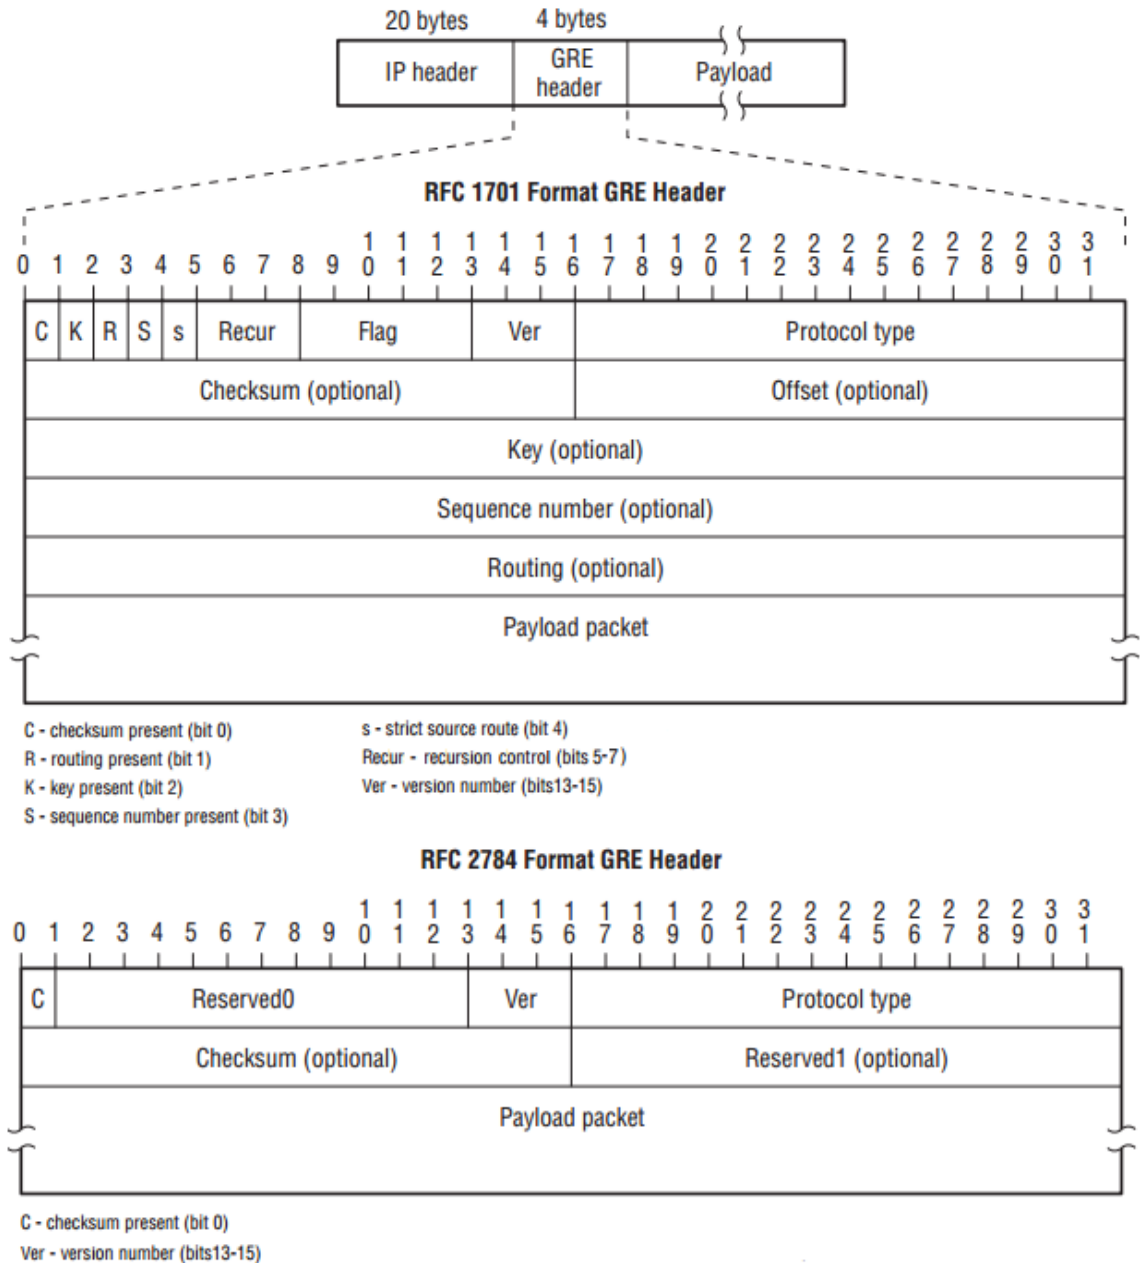 20 bytes 4 bytes
IP header GRE header Payload
RFC 1701 Format GRE Header
0 1 2 3 4 5 6 7 8 9 10 11 12 13 14 15 16 17 18 19 20 21 22 23 24 25 26 27 28 29 30 31
C K R S s Recur Flag Ver Protocol type
Checksum (optional) Offset (optional)
Key (optional)
Sequence number (optional)
Routing (optional)
Payload packet
C - checksum present (bit 0) s - strict source route (bit 4)
R - routing present (bit 1) Recur - recursion control (bits 5-7)
K - key present (bit 2) Ver - version number (bits13-15)
S - sequence number present (bit 3)
RFC 2784 Format GRE Header
0 1 2 3 4 5 6 7 8 9 10 11 12 13 14 15 16 17 18 19 20 21 22 23 24 25 26 27 28 29 30 31
C Reserved0 Ver Protocol type
Checksum (optional) Reserved1 (optional)
Payload packet
C - checksum present (bit 0)
Ver - version number (bits13-15)